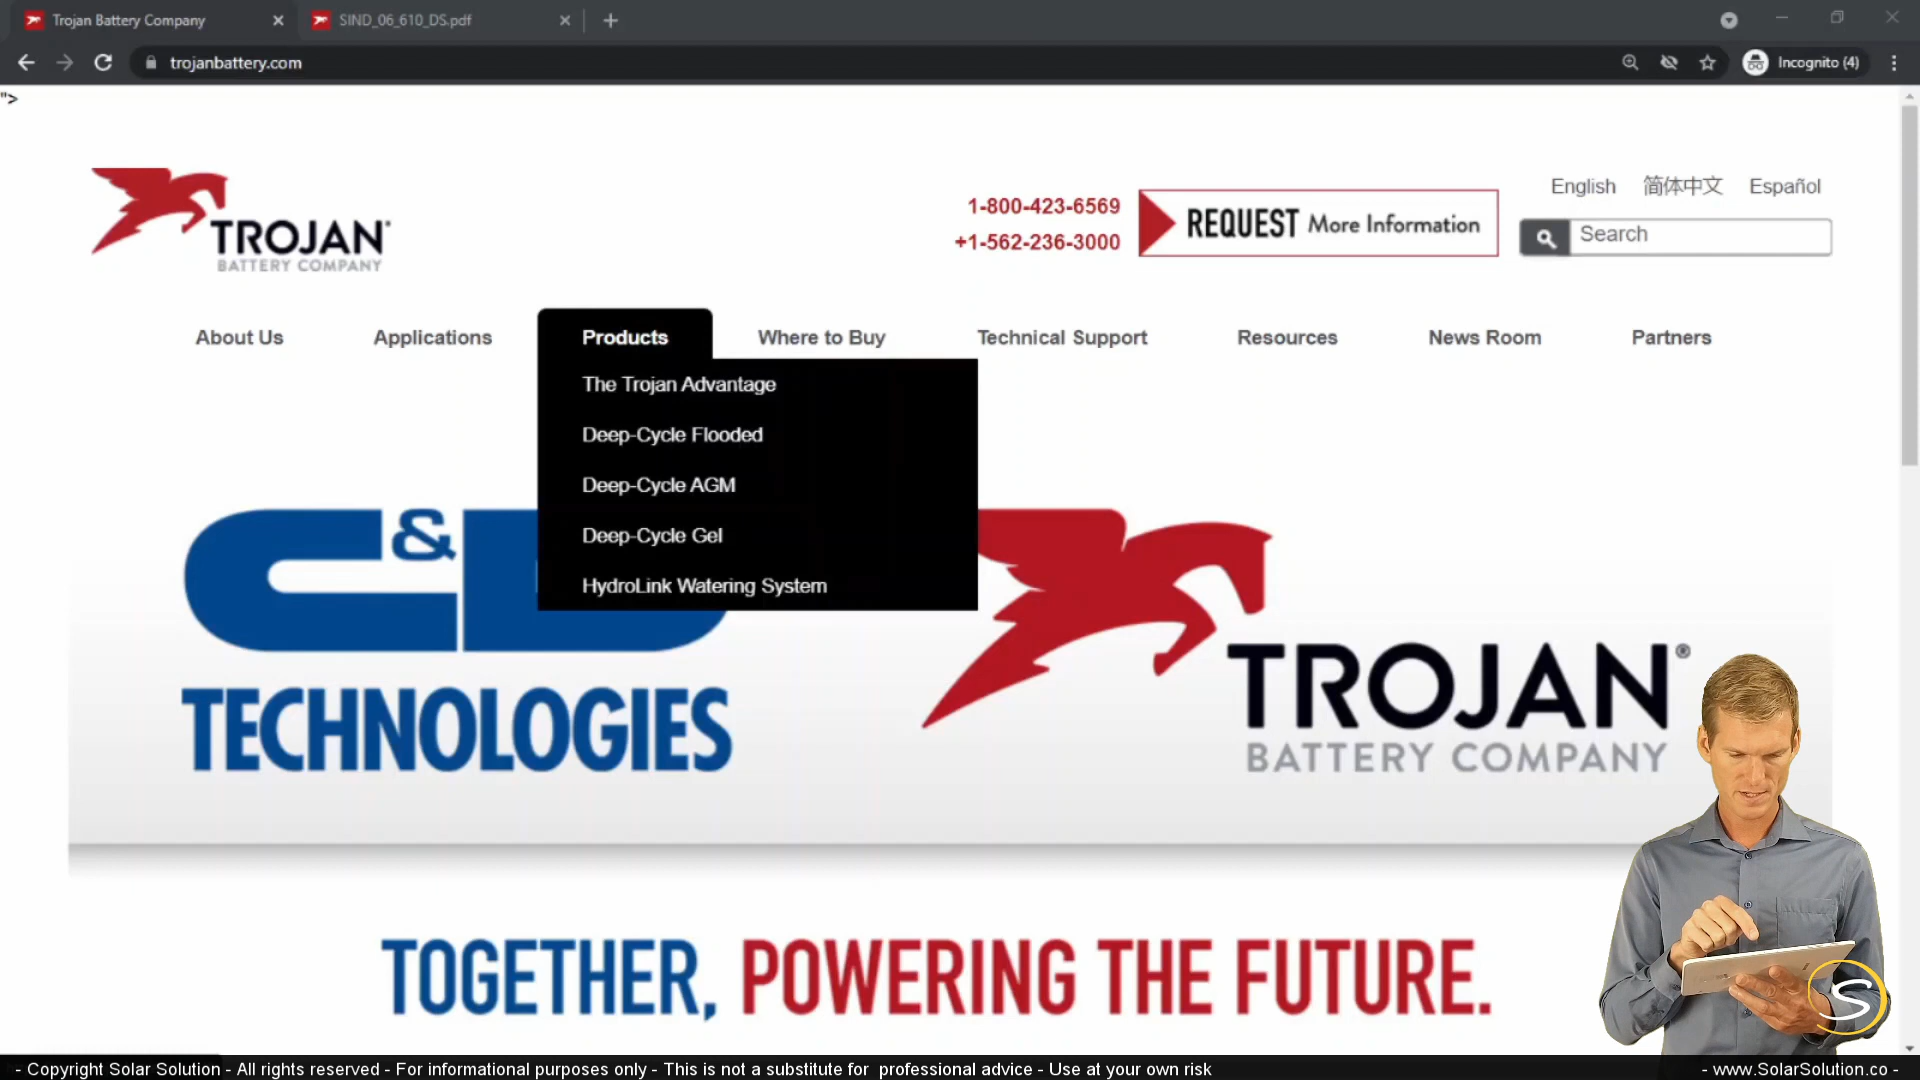 Trojan Battery Company
SIND_06_610_DS.pdf
trojanbattery.com
Incognito (4)
">
TROJAN
BATTERY COMPANY
1-800-423-6569
+1-562-236-3000
REQUEST More Information
English 简体中文 Español
Search
About Us Applications Products Where to Buy Technical Support Resources News Room Partners
The Trojan Advantage
Deep-Cycle Flooded
Deep-Cycle AGM
Deep-Cycle Gel
HydroLink Watering System
C&D
TECHNOLOGIES
TROJAN®
BATTERY COMPANY
TOGETHER, POWERING THE FUTURE.
S
- Copyright Solar Solution - All rights reserved - For informational purposes only - This is not a substitute for professional advice - Use at your own risk
- www.SolarSolution.co -